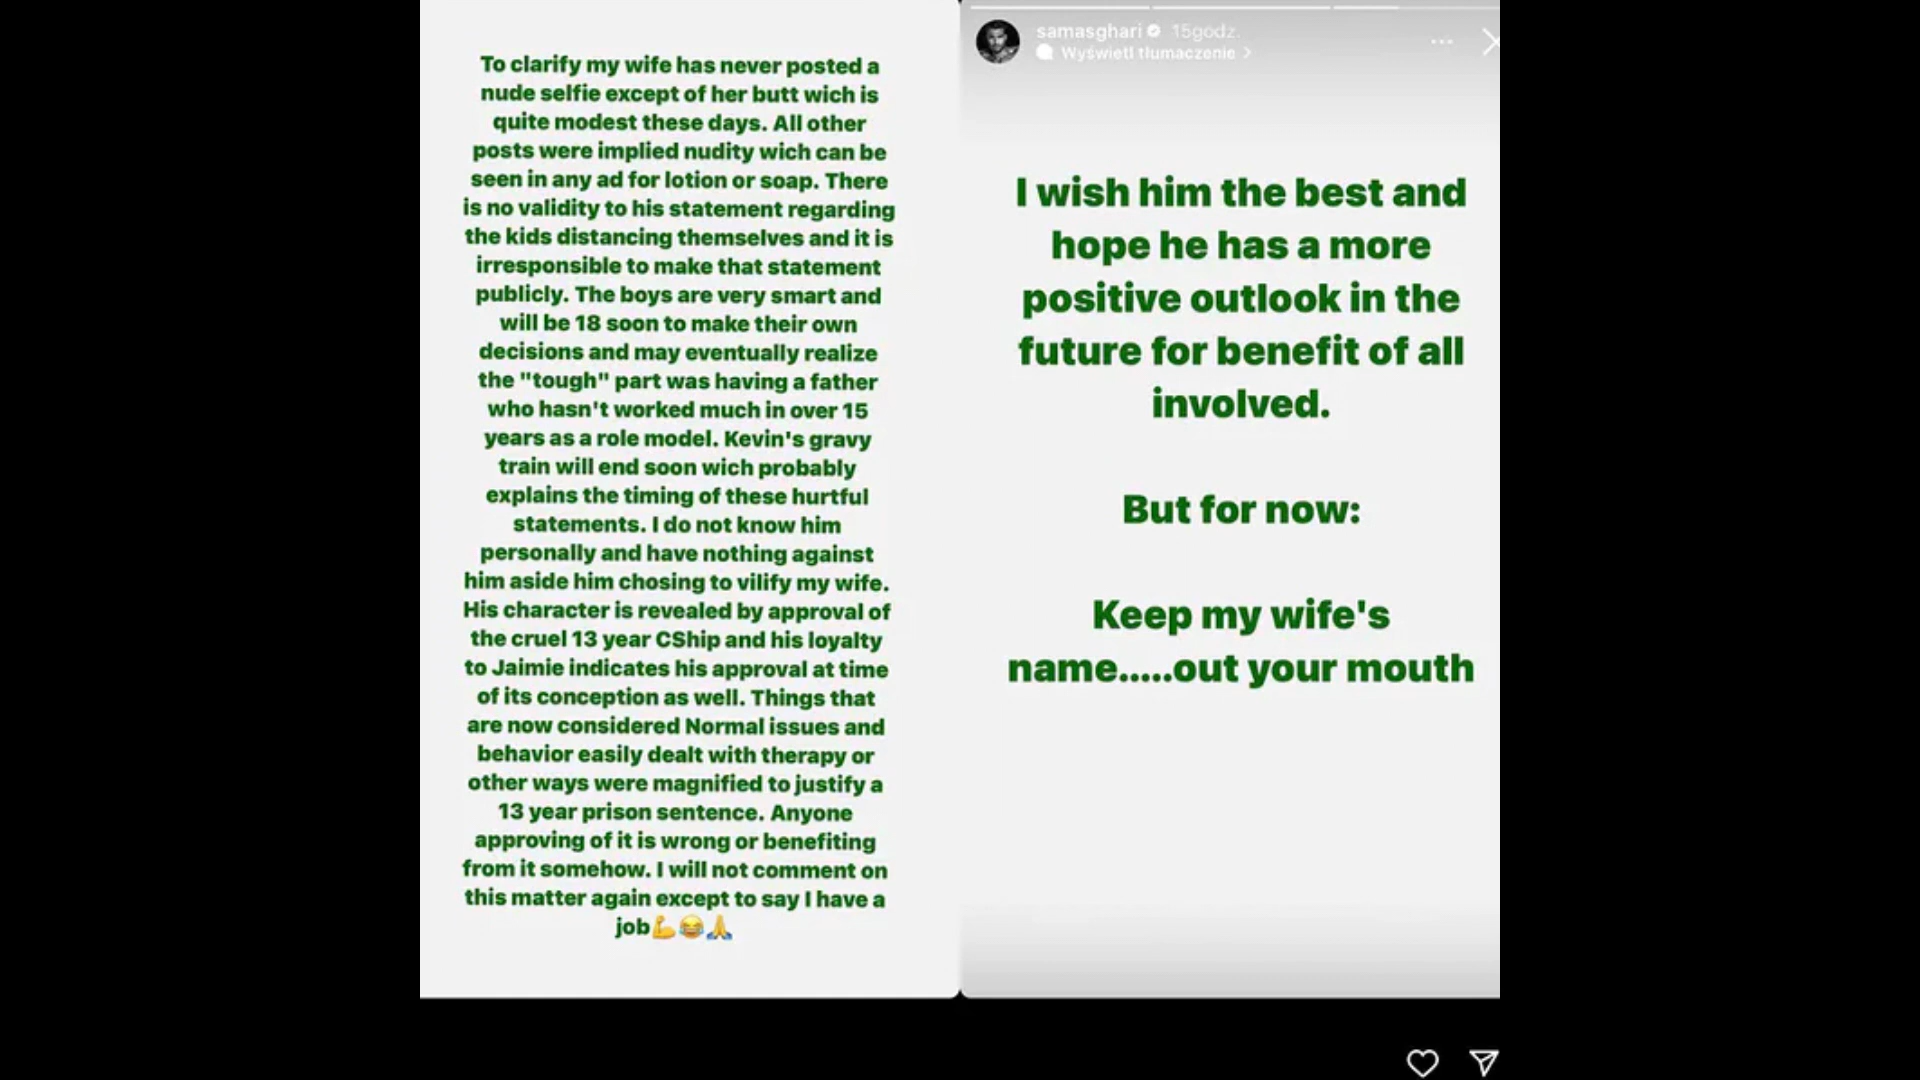 To clarify my wife has never posted a
nude selfie except of her butt wich is
quite modest these days. All other
posts were implied nudity wich can be
seen in any ad for lotion or soap. There
is no validity to his statement regarding
the kids distancing themselves and it is
irresponsible to make that statement
publicly. The boys are very smart and
will be 18 soon to make their own
decisions and may eventually realize
the "tough" part was having a father
who hasn't worked much in over 15
years as a role model. Kevin's gravy
train will end soon wich probably
explains the timing of these hurtful
statements. I do not know him
personally and have nothing against
him aside him chosing to vilify my wife.
His character is revealed by approval of
the cruel 13 year CShip and his loyalty
to Jaimie indicates his approval at time
of its conception as well. Things that
are now considered Normal issues and
behavior easily dealt with therapy or
other ways were magnified to justify a
13 year prison sentence. Anyone
approving of it is wrong or benefiting
from it somehow. I will not comment on
this matter again except to say I have a
job💪😂🙏
samasghari 15godz.
Wyświetl tłumaczenie
I wish him the best and
hope he has a more
positive outlook in the
future for benefit of all
involved.
But for now:
Keep my wife's
name.....out your mouth